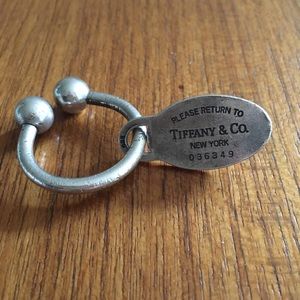 PLEASE RETURN TO
TIFFANY & CO.
NEW YORK
036349